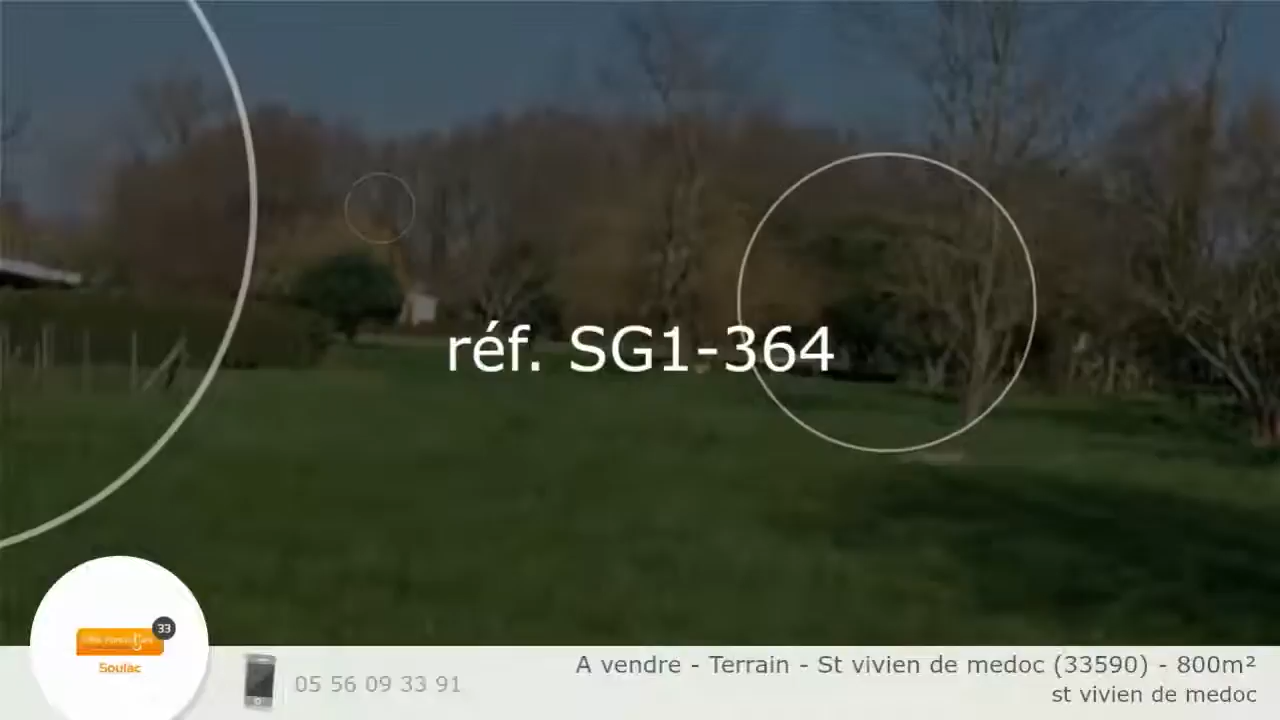 réf. SG1-364
33
Soulac
05 56 09 33 91
A vendre - Terrain - St vivien de medoc (33590) - 800m²
st vivien de medoc